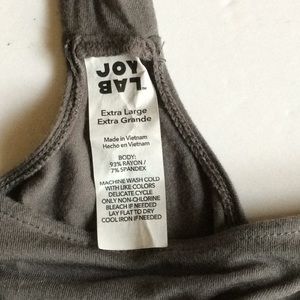 JOY
LAB™
Extra Large
Extra Grande
Made in Vietnam
Hecho en Vietnam
BODY:
93% RAYON/
7% SPANDEX
MACHINE WASH COLD
WITH LIKE COLORS
DELICATE CYCLE
ONLY NON-CHLORINE
BLEACH IF NEEDED
LAY FLAT TO DRY
COOL IRON IF NEEDED